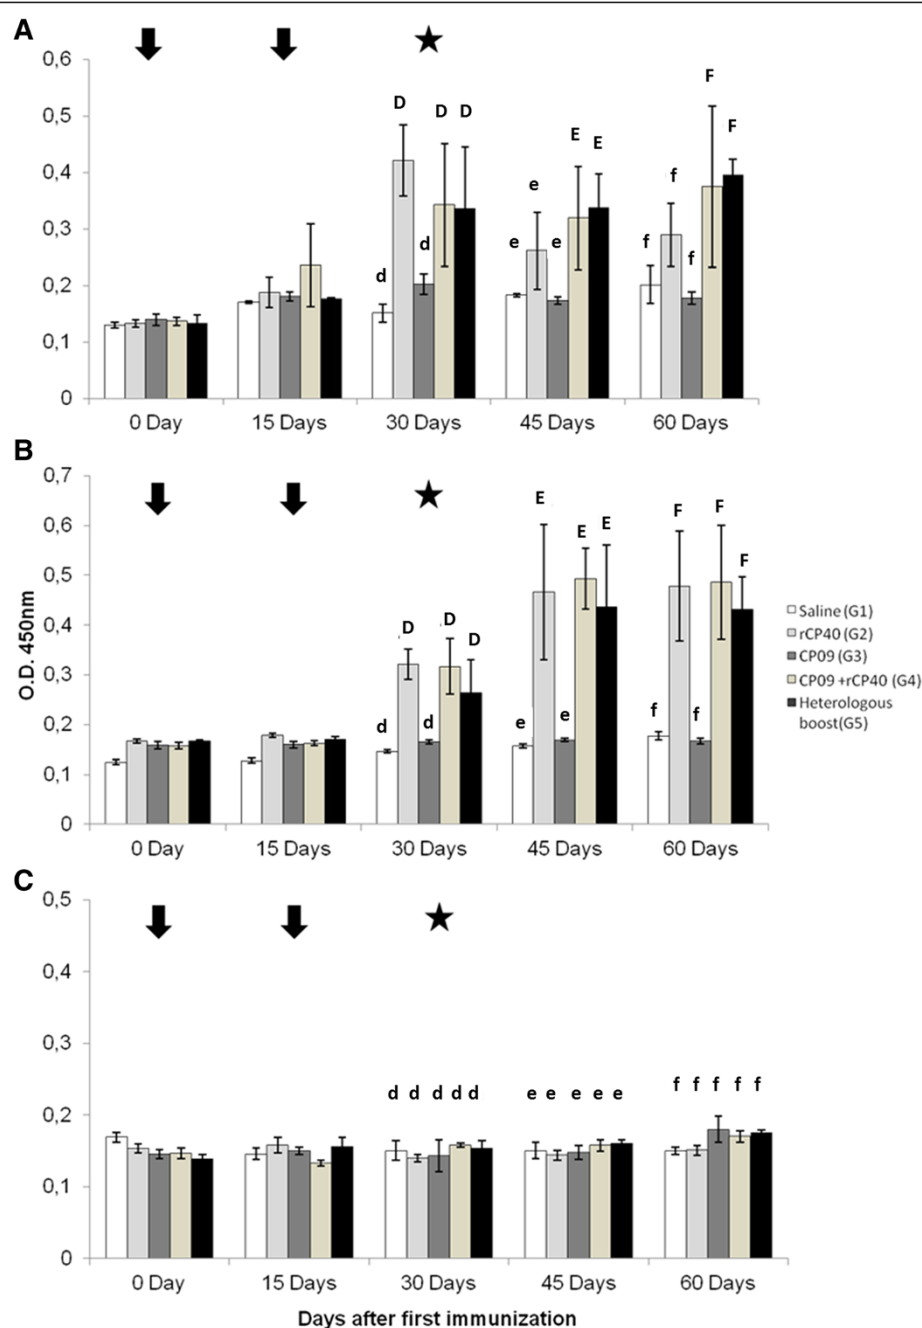 A
0,6
0,5
0,4
0,3
0,2
0,1
0
D
D
D
d
d
e
E
E
e
e
F
F
f
f
f
0 Day
15 Days
30 Days
45 Days
60 Days
B
0,7
0,6
0,5
0,4
0,3
0,2
0,1
0
O.D. 450nm
D
D
D
d
d
E
E
E
e
e
F
F
F
f
f
0 Day
15 Days
30 Days
45 Days
60 Days
Saline (G1)
rCP40 (G2)
CP09 (G3)
CP09 +rCP40 (G4)
Heterologous
boost(G5)
C
0,5
0,4
0,3
0,2
0,1
0
d d d d d
e e e e e
f f f f f
0 Day
15 Days
30 Days
45 Days
60 Days
Days after first immunization